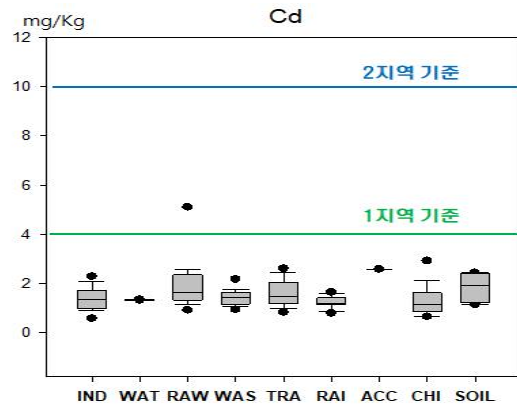 Cd
mg/Kg
12
10
8
6
4
2
0
2지역 기준
1지역 기준
IND WAT RAW WAS TRA RAI ACC CHI SOIL